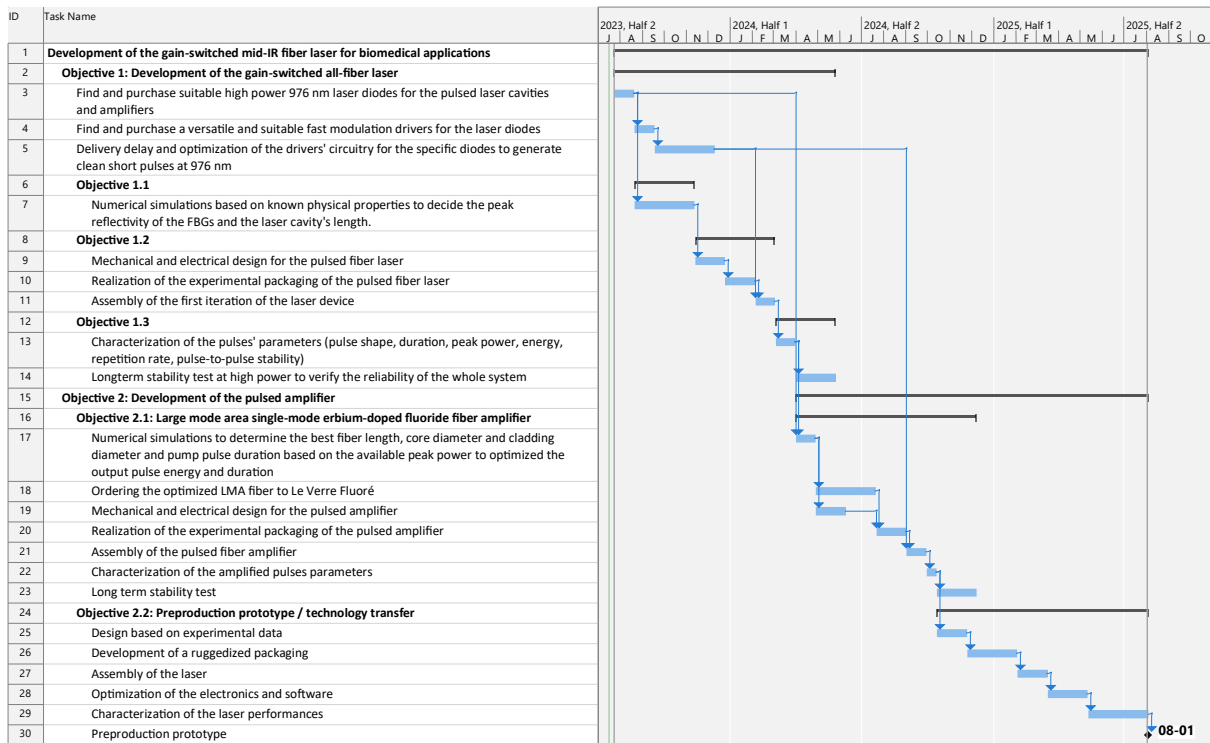 ID Task Name 2023, Half 2 2024, Half 1 2024, Half 2 2025, Half 1 2025, Half 2
J A S O N D J F M A M J J A S O N D J F M A M J J A S O
1 Development of the gain-switched mid-IR fiber laser for biomedical applications
2 Objective 1: Development of the gain-switched all-fiber laser
3 Find and purchase suitable high power 976 nm laser diodes for the pulsed laser cavities
and amplifiers
4 Find and purchase a versatile and suitable fast modulation drivers for the laser diodes
5 Delivery delay and optimization of the drivers' circuitry for the specific diodes to generate
clean short pulses at 976 nm
6 Objective 1.1
7 Numerical simulations based on known physical properties to decide the peak
reflectivity of the FBGs and the laser cavity's length.
8 Objective 1.2
9 Mechanical and electrical design for the pulsed fiber laser
10 Realization of the experimental packaging of the pulsed fiber laser
11 Assembly of the first iteration of the laser device
12 Objective 1.3
13 Characterization of the pulses' parameters (pulse shape, duration, peak power, energy,
repetition rate, pulse-to-pulse stability)
14 Longterm stability test at high power to verify the reliability of the whole system
15 Objective 2: Development of the pulsed amplifier
16 Objective 2.1: Large mode area single-mode erbium-doped fluoride fiber amplifier
17 Numerical simulations to determine the best fiber length, core diameter and cladding
diameter and pump pulse duration based on the available peak power to optimized the
output pulse energy and duration
18 Ordering the optimized LMA fiber to Le Verre Fluoré
19 Mechanical and electrical design for the pulsed amplifier
20 Realization of the experimental packaging of the pulsed amplifier
21 Assembly of the pulsed fiber amplifier
22 Characterization of the amplified pulses parameters
23 Long term stability test
24 Objective 2.2: Preproduction prototype / technology transfer
25 Design based on experimental data
26 Development of a ruggedized packaging
27 Assembly of the laser
28 Optimization of the electronics and software
29 Characterization of the laser performances
30 Preproduction prototype 08-01